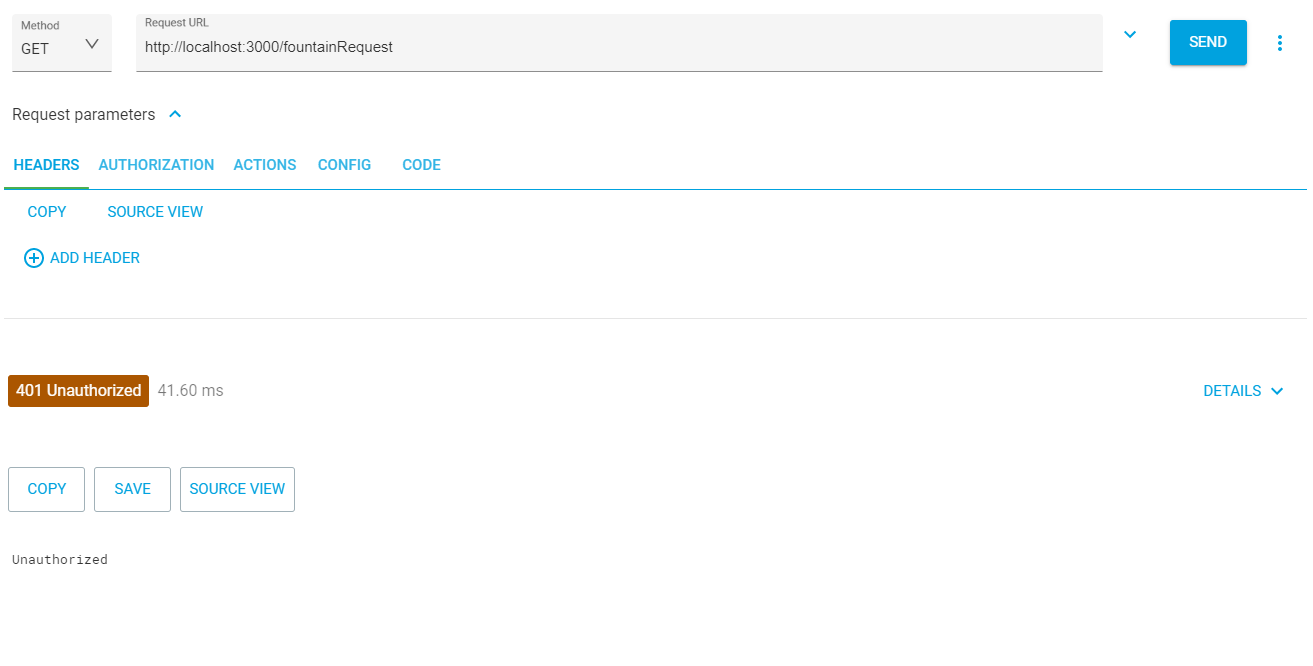 Method
GET
Request URL
http://localhost:3000/fountainRequest
SEND
Request parameters
HEADERS AUTHORIZATION ACTIONS CONFIG CODE
COPY SOURCE VIEW
ADD HEADER
401 Unauthorized 41.60 ms DETAILS
COPY SAVE SOURCE VIEW
Unauthorized